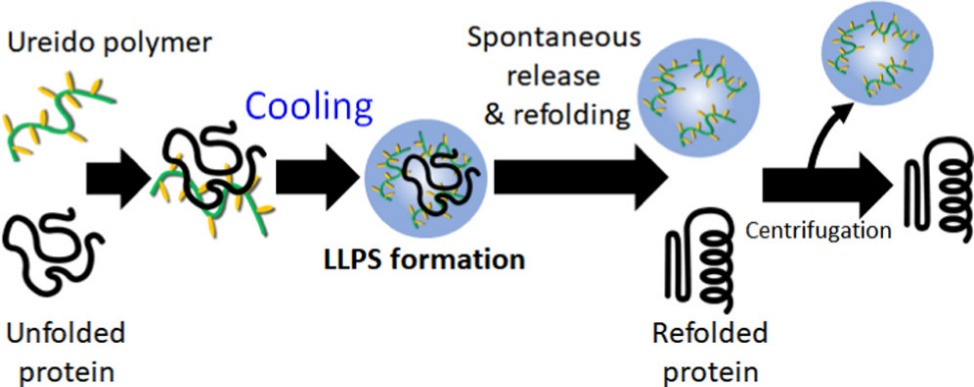 Ureido polymer
Cooling
Spontaneous
release
& refolding
LLPS formation
Centrifugation
Unfolded
protein
Refolded
protein